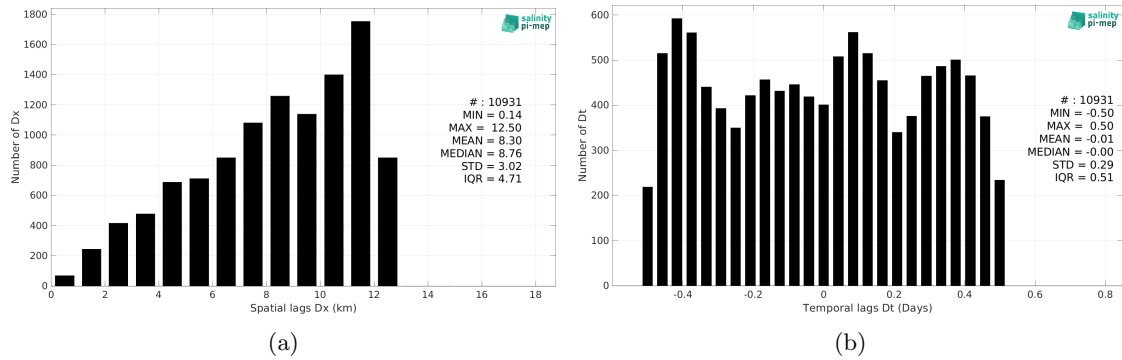 1800
1600
1400
1200
1000
800
600
400
200
0
Number of Dx
0 2 4 6 8 10 12 14 16 18
Spatial lags Dx (km)
salinity
pi-mep
# : 10931
MIN = 0.14
MAX = 12.50
MEAN = 8.30
MEDIAN = 8.76
STD = 3.02
IQR = 4.71
(a)
600
500
400
300
200
100
0
Number of Dt
-0.4 -0.2 0 0.2 0.4 0.6 0.8
Temporal lags Dt (Days)
salinity
pi-mep
# : 10931
MIN = -0.50
MAX = 0.50
MEAN = -0.01
MEDIAN = -0.00
STD = 0.29
IQR = 0.51
(b)